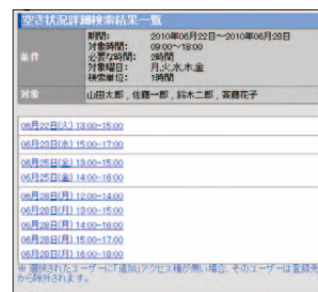 空き状況詳細検索結果一覧
条件
期間: 2010年06月22日～2010年06月28日
対象時間: 09:00～18:00
必要な時間: 2時間
対象曜日: 月,火,水,木,金
検索単位: 1時間
対象
山田太郎 , 佐藤一郎 , 鈴木二郎 , 斉藤花子
06月22日(火) 13:00-15:00
06月23日(水) 15:00-17:00
06月25日(金) 13:00-15:00
06月25日(金) 14:00-16:00
06月28日(月) 12:00-14:00
06月28日(月) 13:00-15:00
06月28日(月) 14:00-16:00
06月28日(月) 15:00-17:00
06月28日(月) 16:00-18:00
※ 選択されたユーザーに「追加」アクセス権が無い場合、そのユーザーは登録先
から除外されます。